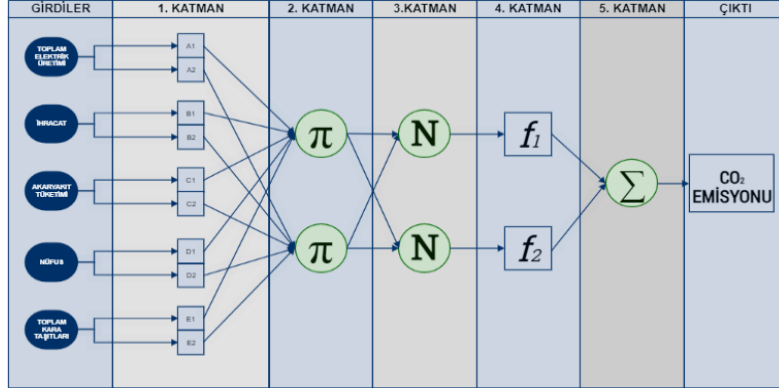 GİRDİLER
1. KATMAN
2. KATMAN
3.KATMAN
4. KATMAN
5. KATMAN
ÇIKTI
TOPLAM
ELEKTRİK
ÜRETİMİ
A1
A2
İHRACAT
B1
B2
AKARYAKIT
TÜKETİMİ
C1
C2
NÜFUS
D1
D2
TOPLAM
KARA
TAŞITLARI
E1
E2
π
π
N
N
f1
f2
Σ
CO2
EMİSYONU